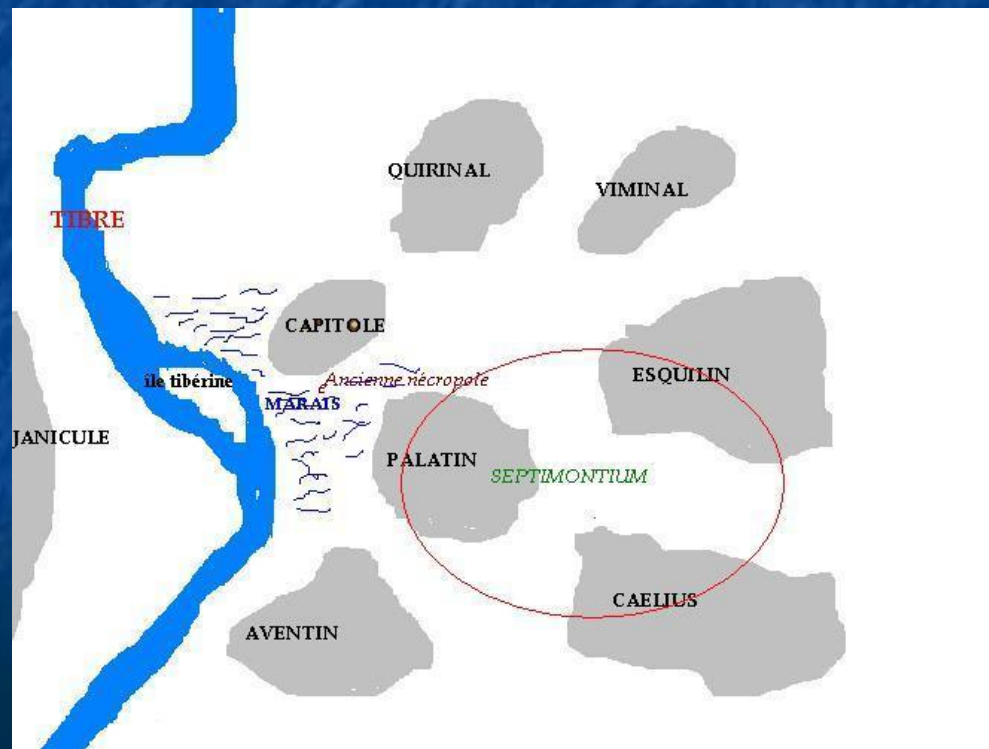 QUIRINAL
VIMINAL
TIBRE
CAPITOLE
île tibérine
Ancienne nécropole
MARAIS
ESQUILIN
JANICULE
PALATIN
SEPTIMONTIUM
CAELIUS
AVENTIN